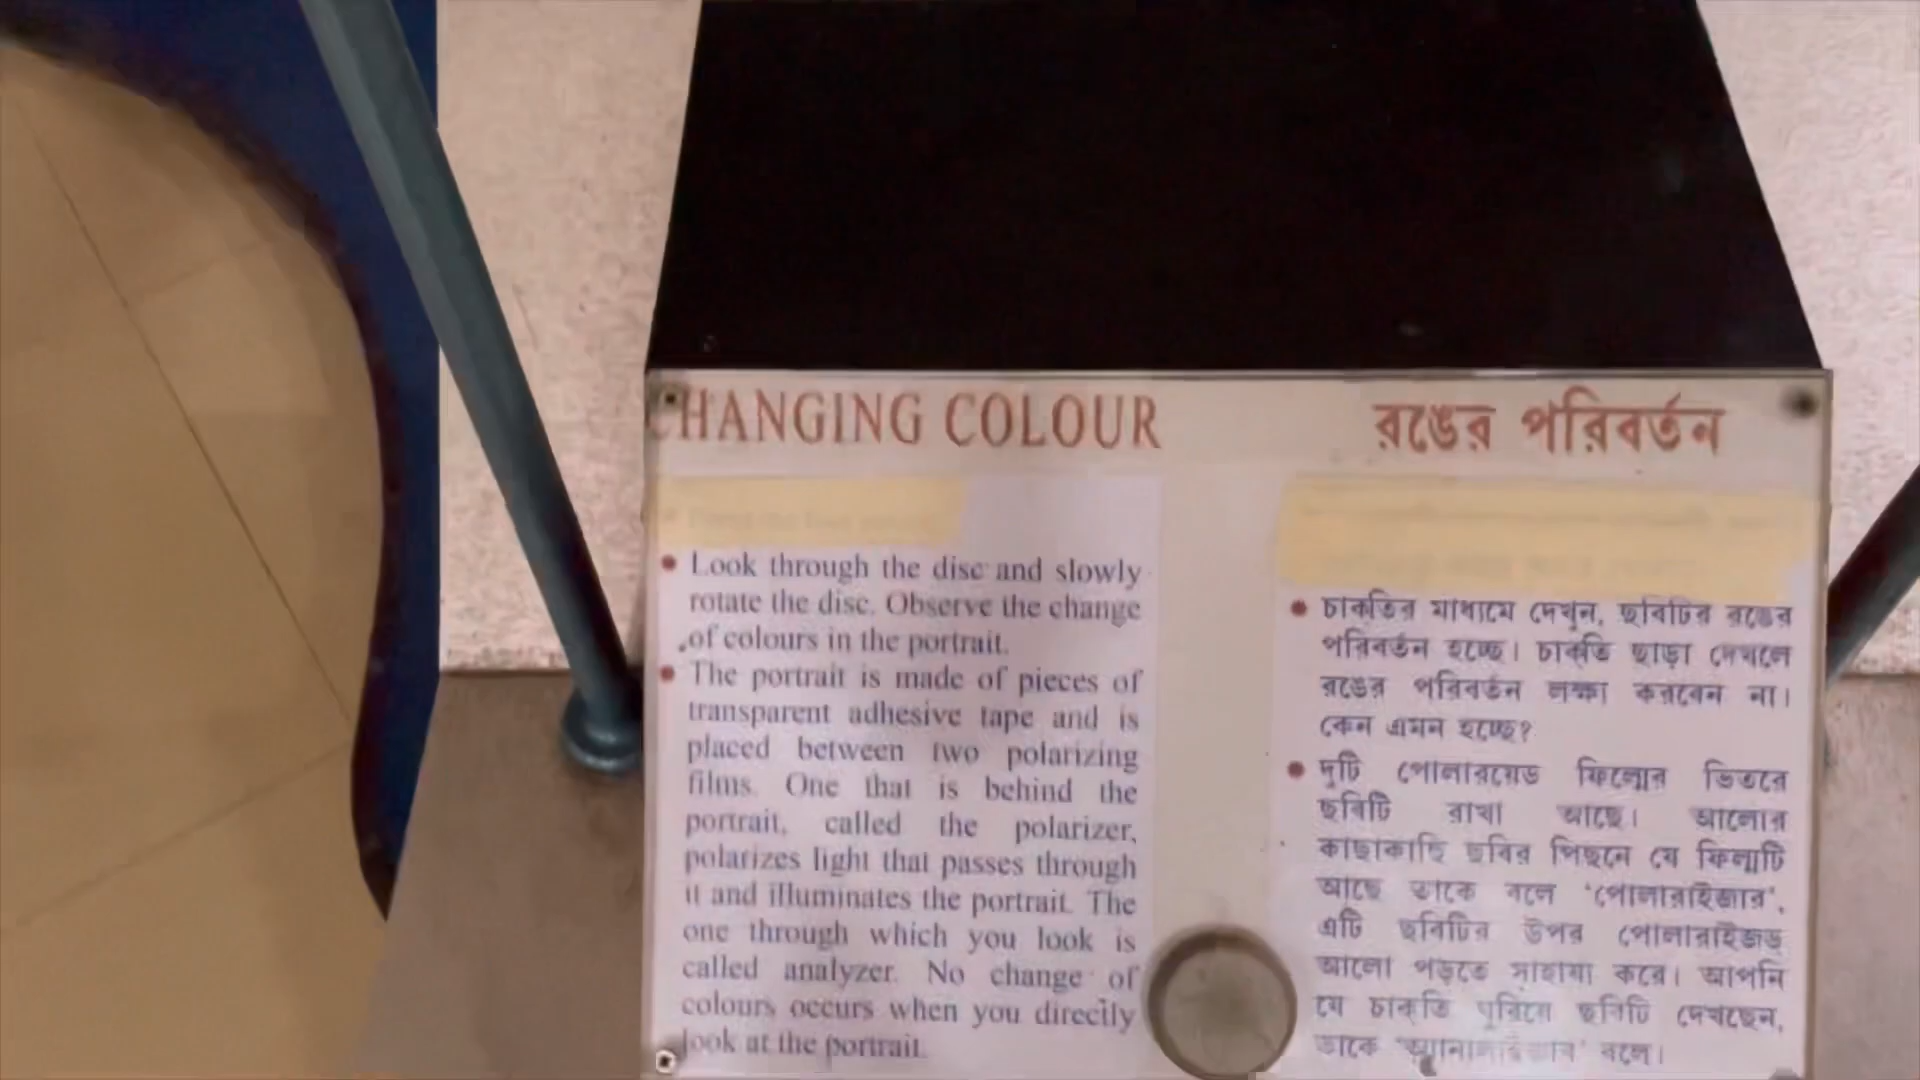 CHANGING COLOUR
Look through the disc and slowly
rotate the disc. Observe the change
of colours in the portrait.
The portrait is made of pieces of
transparent adhesive tape and is
placed between two polarizing
films. One that is behind the
portrait, called the polarizer,
polarizes light that passes through
it and illuminates the portrait. The
one through which you look is
called analyzer. No change of
colours occurs when you directly
look at the portrait.
রঙের পরিবর্তন
চাকতির মাধ্যমে দেখুন, ছবিটির রঙের
পরিবর্তন হচ্ছে। চাকতি ছাড়া দেখলে
রঙের পরিবর্তন লক্ষ্য করবেন না।
কেন এমন হচ্ছে?
দুটি পোলারয়েড ফিল্মের ভিতরে
ছবিটি রাখা আছে। আলোর
কাছাকাছি ছবির পিছনে যে ফিল্মটি
আছে তাকে বলে ‘পোলারাইজার’,
এটি ছবিটির উপর পোলারাইজড
আলো পড়তে সাহায্য করে। আপনি
যে চাকতি ঘুরিয়ে ছবিটি দেখছেন,
তাকে ‘অ্যানালাইজার’ বলে।